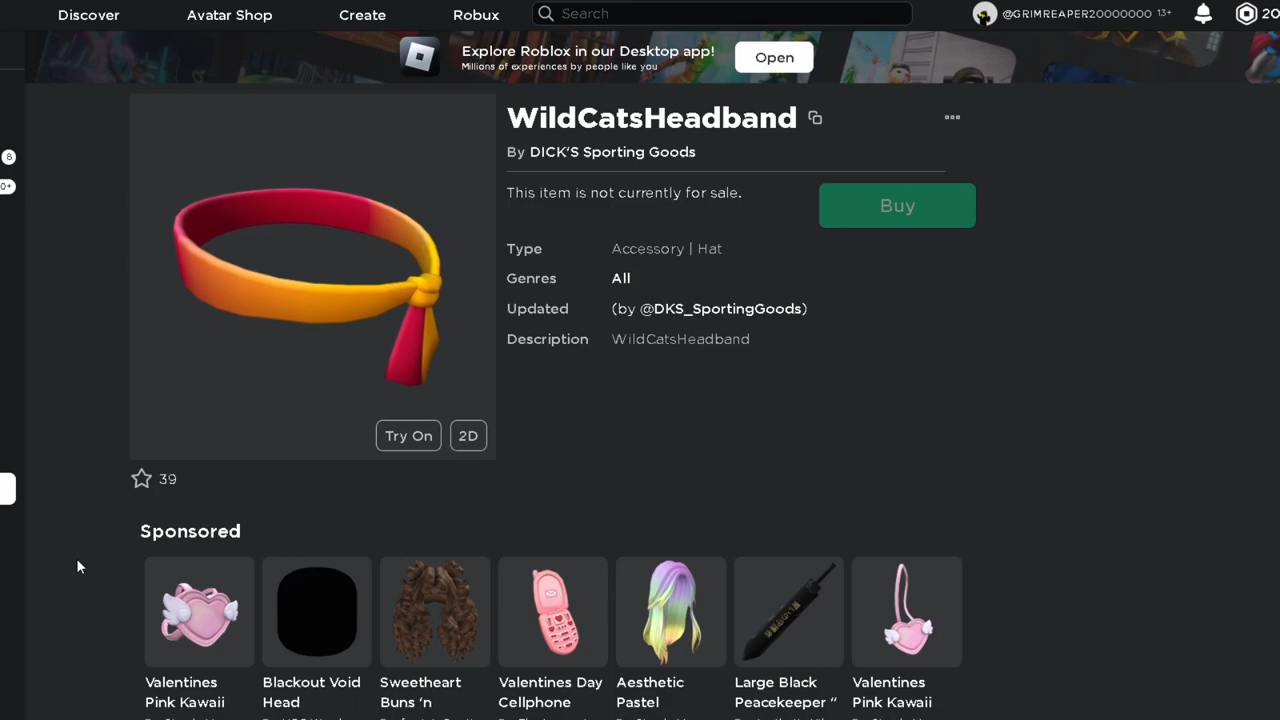 Discover Avatar Shop Create Robux Search @GRIMREAPER20000000 13+ 20
Explore Roblox in our Desktop app!
Millions of experiences by people like you
Open
WildCatsHeadband
By DICK'S Sporting Goods
This item is not currently for sale.
Buy
Type Accessory | Hat
Genres All
Updated (by @DKS_SportingGoods)
Description WildCatsHeadband
8
0+
Try On 2D
39
Sponsored
Valentines Pink Kawaii
Blackout Void Head
Sweetheart Buns 'n
Valentines Day Cellphone
Aesthetic Pastel
Large Black Peacekeeper "
Valentines Pink Kawaii